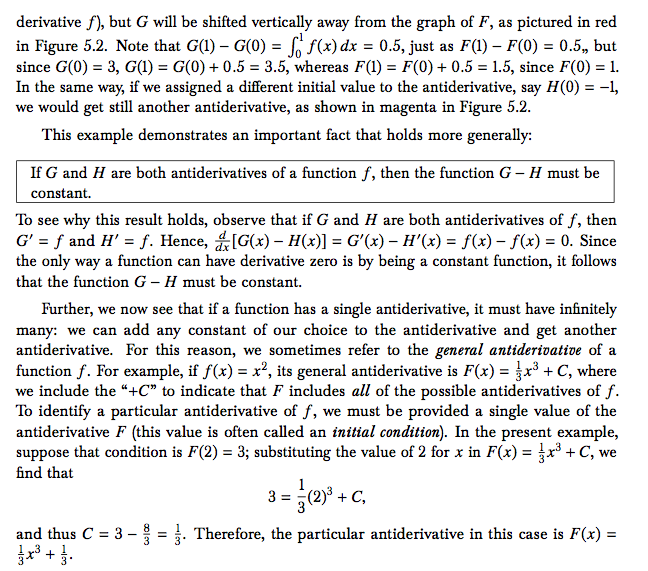 derivative f), but G will be shifted vertically away from the graph of F, as pictured in red
in Figure 5.2. Note that G(1) − G(0) = ∫₀¹ f(x) dx = 0.5, just as F(1) − F(0) = 0.5,, but
since G(0) = 3, G(1) = G(0) + 0.5 = 3.5, whereas F(1) = F(0) + 0.5 = 1.5, since F(0) = 1.
In the same way, if we assigned a different initial value to the antiderivative, say H(0) = −1,
we would get still another antiderivative, as shown in magenta in Figure 5.2.
This example demonstrates an important fact that holds more generally:
If G and H are both antiderivatives of a function f, then the function G − H must be
constant.
To see why this result holds, observe that if G and H are both antiderivatives of f, then
G′ = f and H′ = f. Hence, d/dx [G(x) − H(x)] = G′(x) − H′(x) = f(x) − f(x) = 0. Since
the only way a function can have derivative zero is by being a constant function, it follows
that the function G − H must be constant.
Further, we now see that if a function has a single antiderivative, it must have infinitely
many: we can add any constant of our choice to the antiderivative and get another
antiderivative. For this reason, we sometimes refer to the general antiderivative of a
function f. For example, if f(x) = x², its general antiderivative is F(x) = 1/3 x³ + C, where
we include the “+C” to indicate that F includes all of the possible antiderivatives of f.
To identify a particular antiderivative of f, we must be provided a single value of the
antiderivative F (this value is often called an initial condition). In the present example,
suppose that condition is F(2) = 3; substituting the value of 2 for x in F(x) = 1/3 x³ + C, we
find that
3 = 1/3 (2)³ + C,
and thus C = 3 − 8/3 = 1/3. Therefore, the particular antiderivative in this case is F(x) =
1/3 x³ + 1/3.